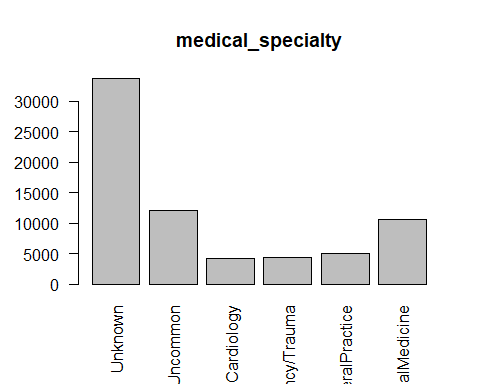 medical_specialty
30000
25000
20000
15000
10000
5000
0
Unknown
Uncommon
Cardiology
ncy/Trauma
eralPractice
alMedicine